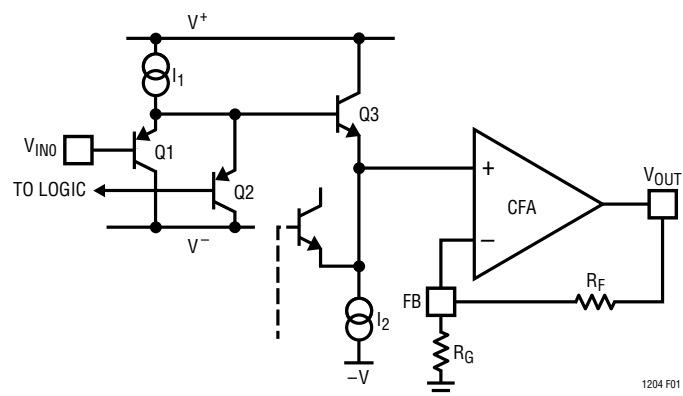 V+
I1
Q3
VIN0
Q1
TO LOGIC
Q2
V–
+
CFA
–
VOUT
FB
RF
I2
RG
–V
1204 F01